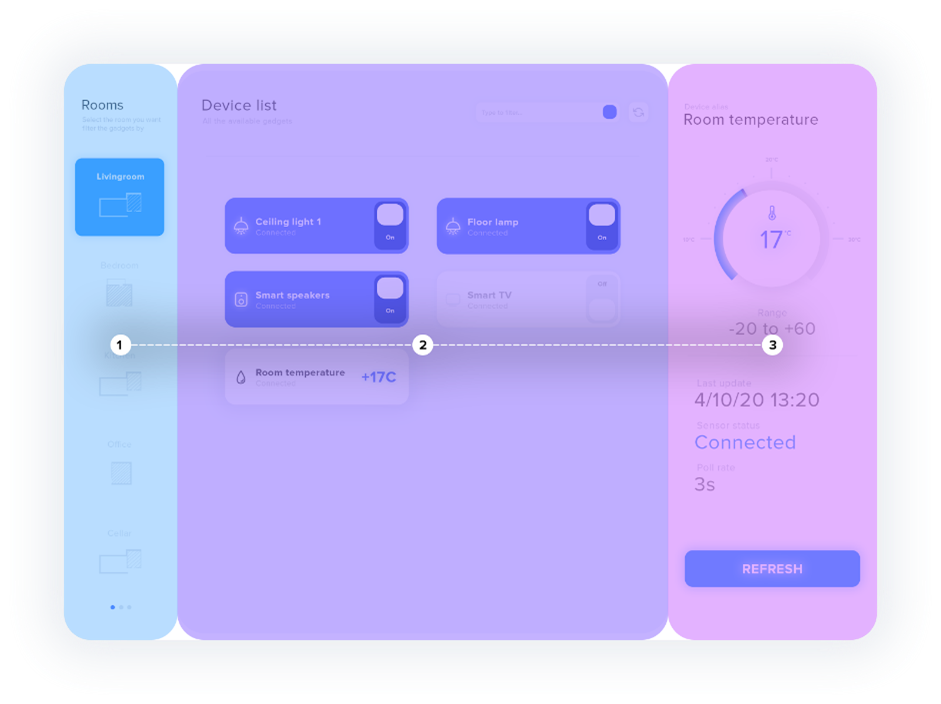 Rooms
Select the room you want
filter the gadgets by
Livingroom
Bedroom
Office
Cellar
Device list
All the available gadgets
Type to filter...
Ceiling light 1
Connected
On
Floor lamp
Connected
On
Smart speakers
Connected
On
Smart TV
Connected
Off
Room temperature
Connected
+17C
1
2
3
Room temperature
20°C
10°C
30°C
17°C
Range
-20 to +60
Last update
4/10/20 13:20
Sensor status
Connected
Poll rate
3s
REFRESH